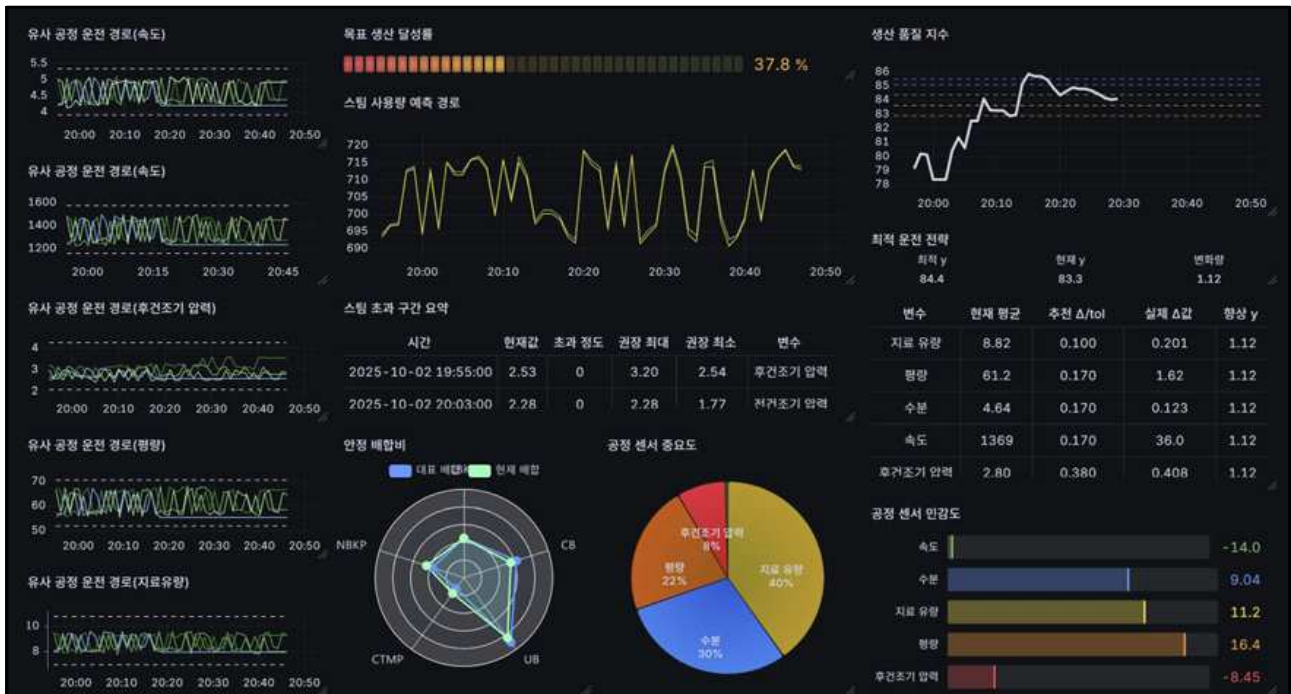 유사 공정 운전 경로(속도)
5.5
5
4.5
4
20:00 20:10 20:20 20:30 20:40 20:50
유사 공정 운전 경로(속도)
1600
1400
1200
20:00 20:15 20:30 20:45
유사 공정 운전 경로(후건조기 압력)
4
3
2
20:00 20:10 20:20 20:30 20:40 20:50
유사 공정 운전 경로(평량)
70
60
50
20:00 20:10 20:20 20:30 20:40 20:50
유사 공정 운전 경로(지료유량)
10
8
20:00 20:10 20:20 20:30 20:40 20:50
목표 생산 달성률
37.8 %
스팀 사용량 예측 경로
720
715
710
705
700
695
690
20:00 20:10 20:20 20:30 20:40 20:50
스팀 초과 구간 요약
시간 현재값 초과 정도 권장 최대 권장 최소 변수
2025-10-02 19:55:00 2.53 0 3.20 2.54 후건조기 압력
2025-10-02 20:03:00 2.28 0 2.28 1.77 전건조기 압력
안정 배합비
대표 배합 현재 배합
NBKP
CB
CTMP
UB
공정 센서 중요도
후건조기 압력
8%
지료 유량
40%
평량
22%
수분
30%
생산 품질 지수
86
85
84
83
82
81
80
79
78
20:00 20:10 20:20 20:30 20:40 20:50
최적 운전 전략
최적 y 현재 y 변화량
84.4 83.3 1.12
변수 현재 평균 추천 Δ/tol 실제 Δ값 향상 y
지료 유량 8.82 0.100 0.201 1.12
평량 61.2 0.170 1.62 1.12
수분 4.64 0.170 0.123 1.12
속도 1369 0.170 36.0 1.12
후건조기 압력 2.80 0.380 0.408 1.12
공정 센서 민감도
속도 -14.0
수분 9.04
지료 유량 11.2
평량 16.4
후건조기 압력 -8.45